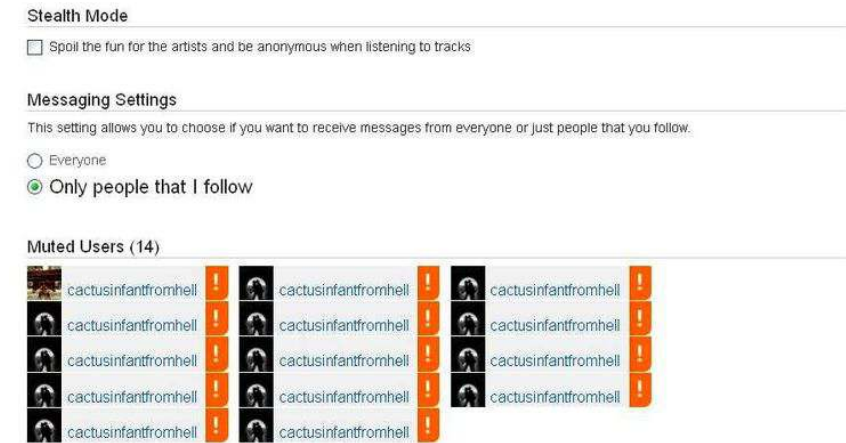 Stealth Mode
Spoil the fun for the artists and be anonymous when listening to tracks
Messaging Settings
This setting allows you to choose if you want to receive messages from everyone or just people that you follow.
Everyone
Only people that I follow
Muted Users (14)
cactusinfantfromhell ! cactusinfantfromhell ! cactusinfantfromhell !
cactusinfantfromhell ! cactusinfantfromhell ! cactusinfantfromhell !
cactusinfantfromhell ! cactusinfantfromhell ! cactusinfantfromhell !
cactusinfantfromhell ! cactusinfantfromhell ! cactusinfantfromhell !
cactusinfantfromhell ! cactusinfantfromhell !